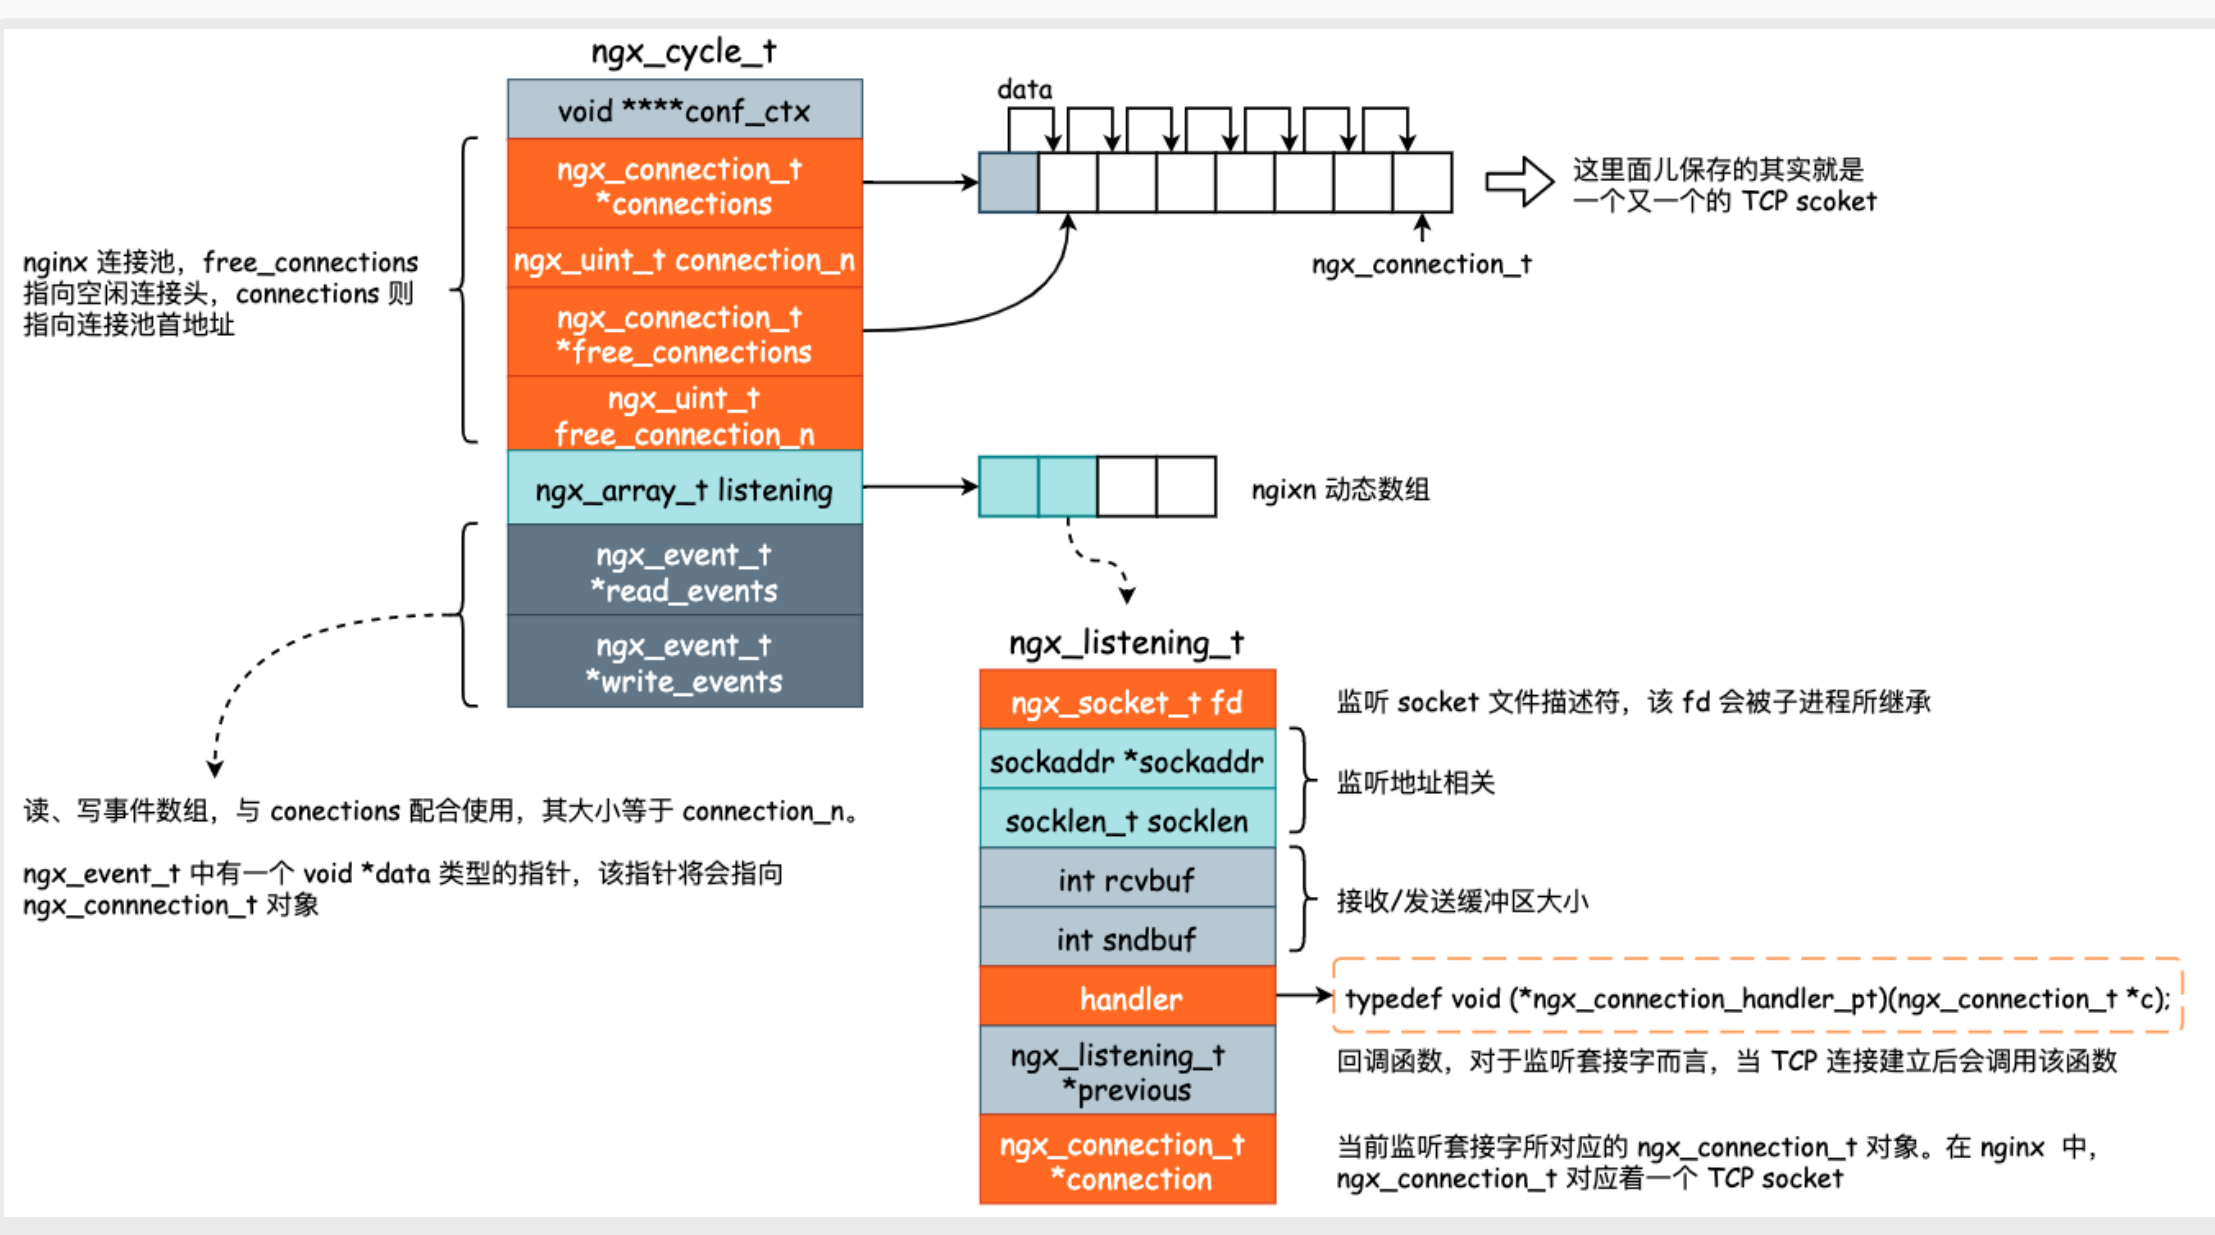 ngx_cycle_t
void ****conf_ctx
ngx_connection_t
*connections
ngx_uint_t connection_n
ngx_connection_t
*free_connections
ngx_uint_t
free_connection_n
ngx_array_t listening
ngx_event_t
*read_events
ngx_event_t
*write_events
nginx 连接池，free_connections
指向空闲连接头，connections 则
指向连接池首地址
data
这里面儿保存的其实就是
一个又一个的 TCP scoket
ngx_connection_t
ngixn 动态数组
读、写事件数组，与 conections 配合使用，其大小等于 connection_n。
ngx_event_t 中有一个 void *data 类型的指针，该指针将会指向
ngx_connnection_t 对象
ngx_listening_t
ngx_socket_t fd
监听 socket 文件描述符，该 fd 会被子进程所继承
sockaddr *sockaddr
socklen_t socklen
监听地址相关
int rcvbuf
int sndbuf
接收/发送缓冲区大小
handler
typedef void (*ngx_connection_handler_pt)(ngx_connection_t *c);
回调函数，对于监听套接字而言，当 TCP 连接建立后会调用该函数
ngx_listening_t
*previous
ngx_connection_t
*connection
当前监听套接字所对应的 ngx_connection_t 对象。在 nginx 中，
ngx_connection_t 对应着一个 TCP socket